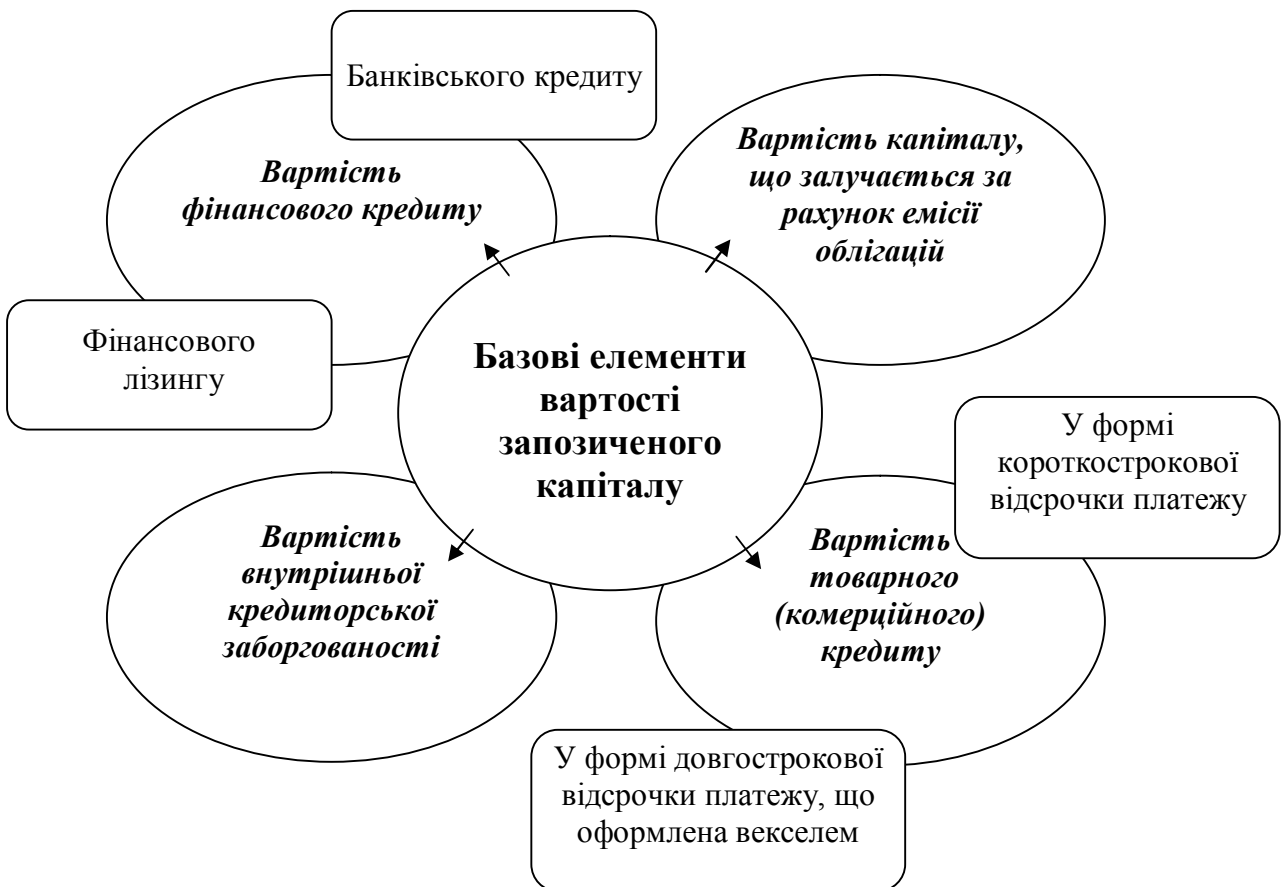 Банківського кредиту
Вартість
фінансового кредиту
Вартість капіталу,
що залучається за
рахунок емісії
облігацій
Фінансового
лізингу
Базові елементи
вартості
запозиченого
капіталу
У формі
короткострокової
відсрочки платежу
Вартість
внутрішньої
кредиторської
заборгованості
Вартість
товарного
(комерційного)
кредиту
У формі довгострокової
відсрочки платежу, що
оформлена векселем